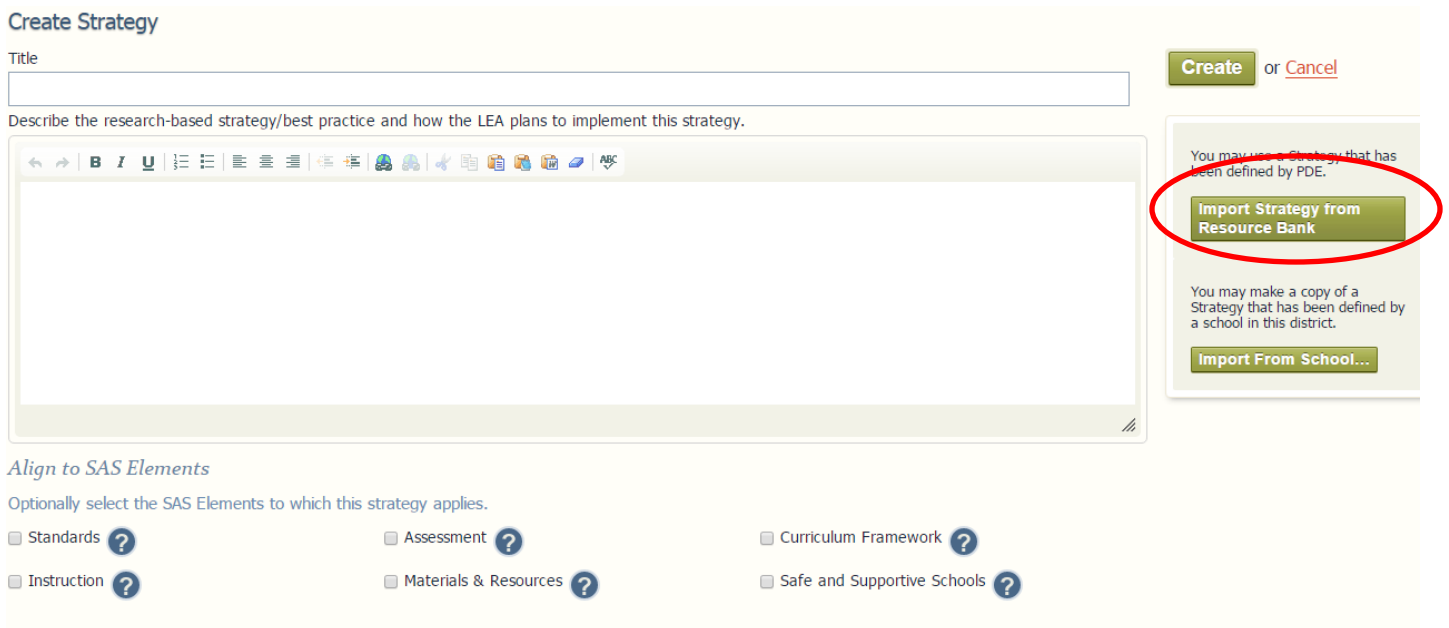 Create Strategy
Title
Create or Cancel
Describe the research-based strategy/best practice and how the LEA plans to implement this strategy.
B I U ABC
You may use a Strategy that has
been defined by PDE.
Import Strategy from
Resource Bank
You may make a copy of a
Strategy that has been defined by
a school in this district.
Import From School...
Align to SAS Elements
Optionally select the SAS Elements to which this strategy applies.
Standards ? Assessment ? Curriculum Framework ?
Instruction ? Materials & Resources ? Safe and Supportive Schools ?